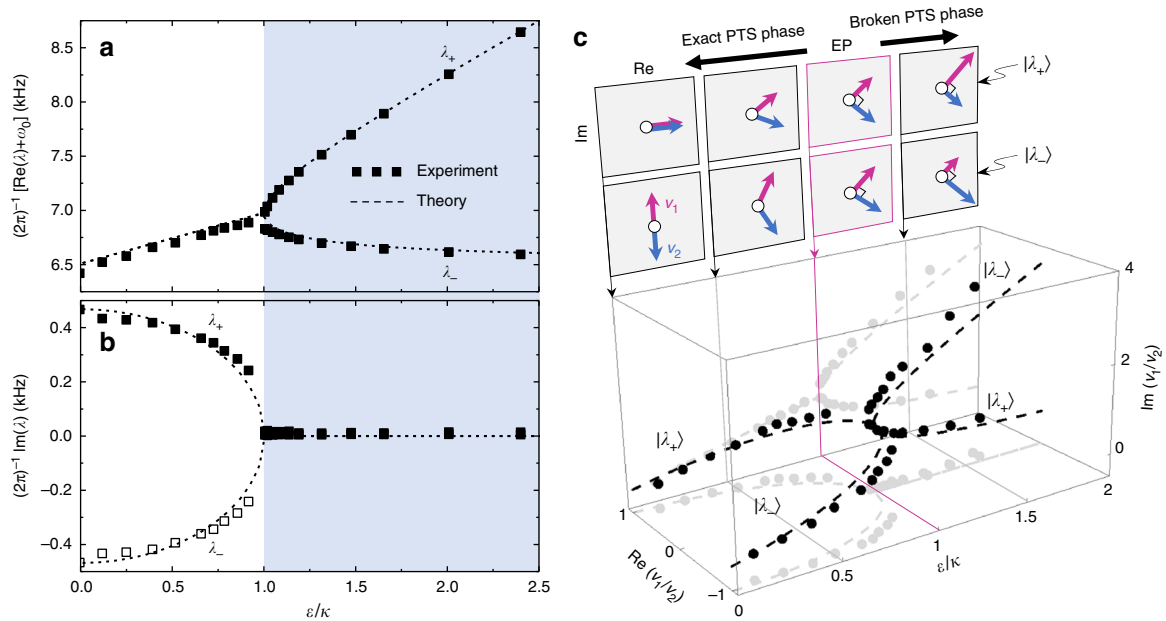 a
(2π)⁻¹ [Re(λ)+ω₀] (kHz)
8.5
8.0
7.5
7.0
6.5
λ₊
Experiment
Theory
λ₋
b
(2π)⁻¹ Im(λ) (kHz)
0.4
0.2
0.0
−0.2
−0.4
λ₊
λ₋
0.0 0.5 1.0 1.5 2.0 2.5
ε/κ
c
Exact PTS phase
EP
Broken PTS phase
Re
Im
|λ₊⟩
|λ₋⟩
v₁
v₂
|λ₋⟩
|λ₊⟩
|λ₊⟩
|λ₋⟩
4
2
0
Im (v₁/v₂)
1
0
−1
Re (v₁/v₂)
0 0.5 1 1.5 2
ε/κ